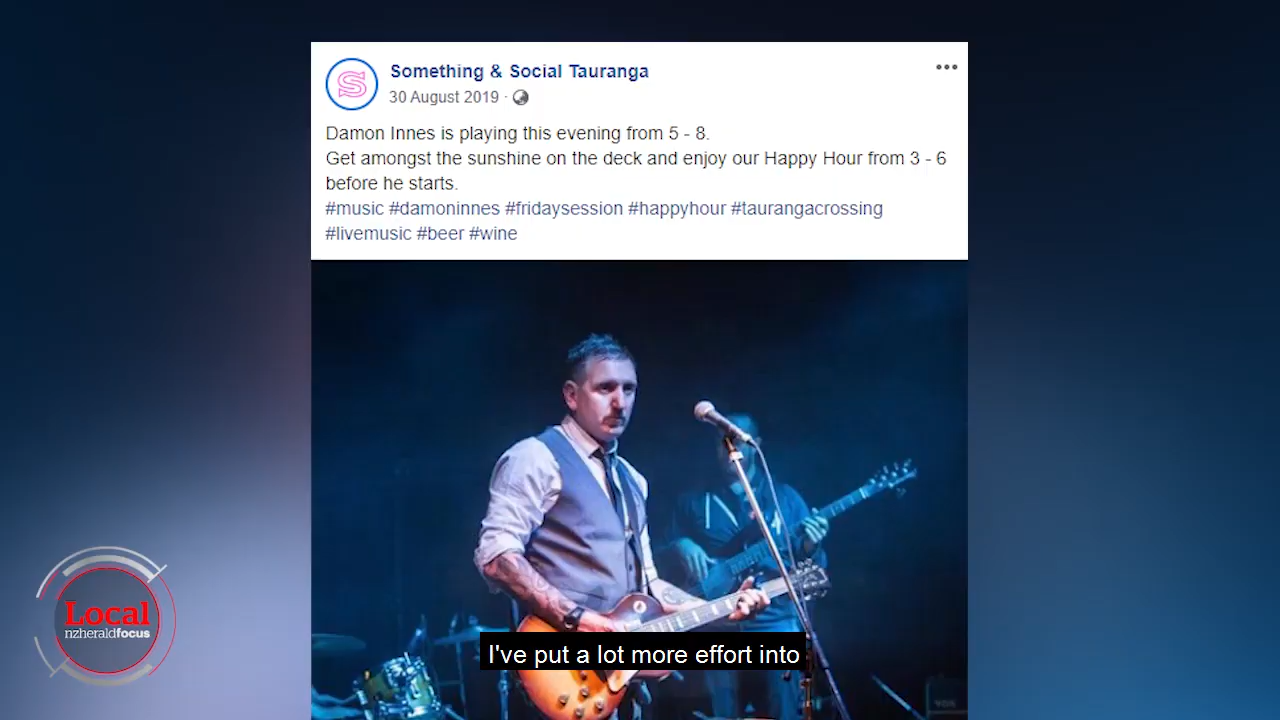 Something & Social Tauranga
30 August 2019 ·
Damon Innes is playing this evening from 5 - 8.
Get amongst the sunshine on the deck and enjoy our Happy Hour from 3 - 6
before he starts.
#music #damoninnes #fridaysession #happyhour #taurangacrossing
#livemusic #beer #wine
Local
nzheraldfocus
I've put a lot more effort into